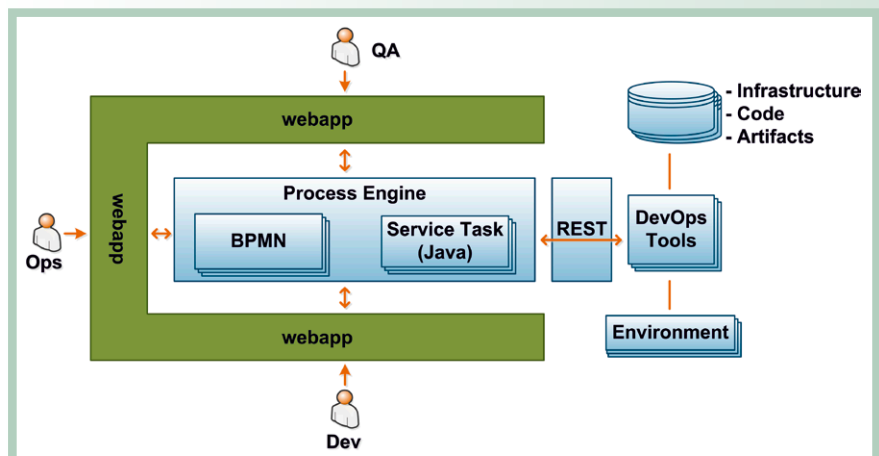 QA
webapp
- Infrastructure
- Code
- Artifacts
webapp
Process Engine
BPMN
Service Task
(Java)
REST
DevOps
Tools
Ops
webapp
Environment
Dev